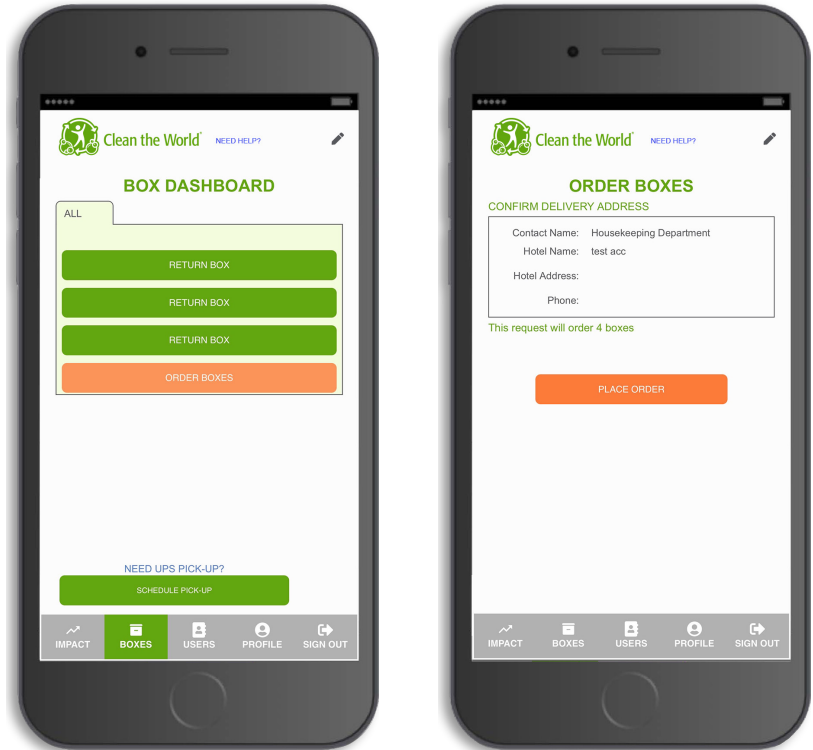 Clean the World®
NEED HELP?
BOX DASHBOARD
ALL
RETURN BOX
RETURN BOX
RETURN BOX
ORDER BOXES
NEED UPS PICK-UP?
SCHEDULE PICK-UP
IMPACT BOXES USERS PROFILE SIGN OUT
Clean the World®
NEED HELP?
ORDER BOXES
CONFIRM DELIVERY ADDRESS
Contact Name: Housekeeping Department
Hotel Name: test acc
Hotel Address:
Phone:
This request will order 4 boxes
PLACE ORDER
IMPACT BOXES USERS PROFILE SIGN OUT